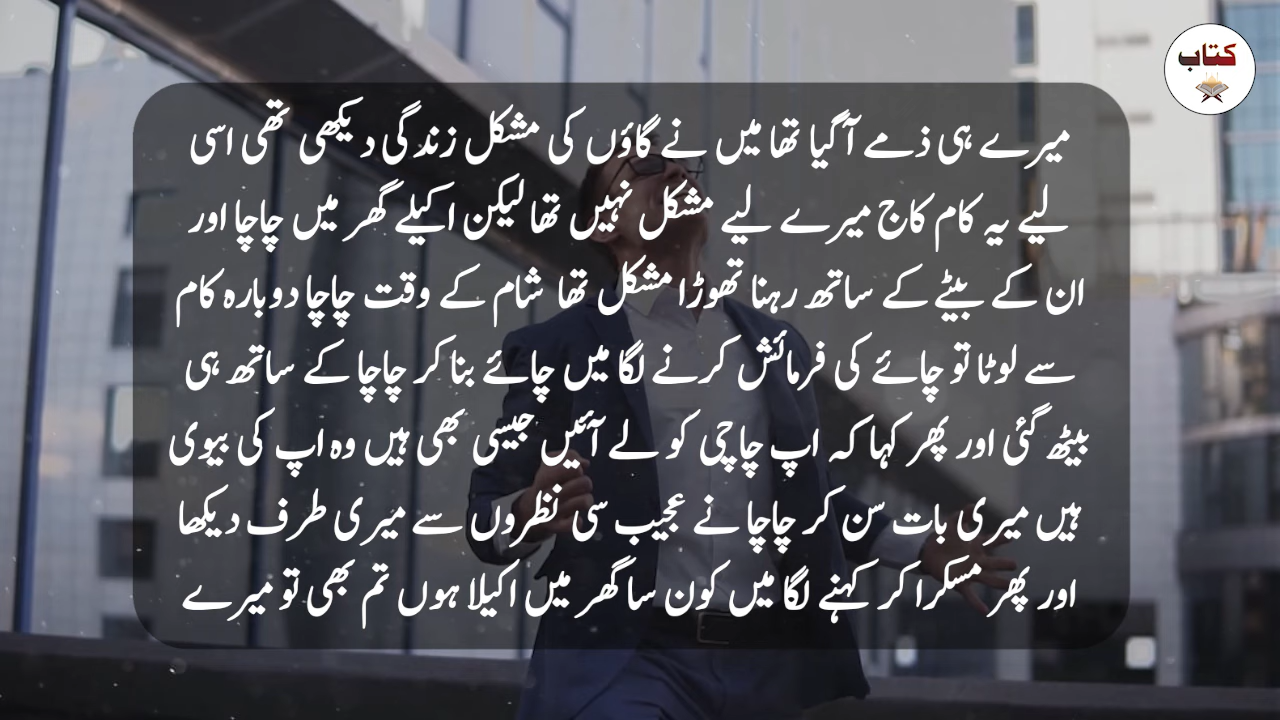 کتاب
میرے ہی ذمے آگیا تھا میں نے گاؤں کی مشکل زندگی دیکھی تھی اسی
لیے یہ کام کاج میرے لیے مشکل نہیں تھا لیکن اکیلے گھر میں چاچا اور
ان کے بیٹے کے ساتھ رہنا تھوڑا مشکل تھا شام کے وقت چاچا دوبارہ کام
سے لوٹا تو چائے کی فرمائش کرنے لگا میں چائے بنا کر چاچا کے ساتھ ہی
بیٹھ گئی اور پھر کہا کہ اپ چاچی کو لے آئیں جیسی بھی ہیں وہ اپ کی بیوی
ہیں میری بات سن کر چاچا نے عجیب سی نظروں سے میری طرف دیکھا
اور پھر مسکرا کر کہنے لگا میں کون سا گھر میں اکیلا ہوں تم بھی تو میرے